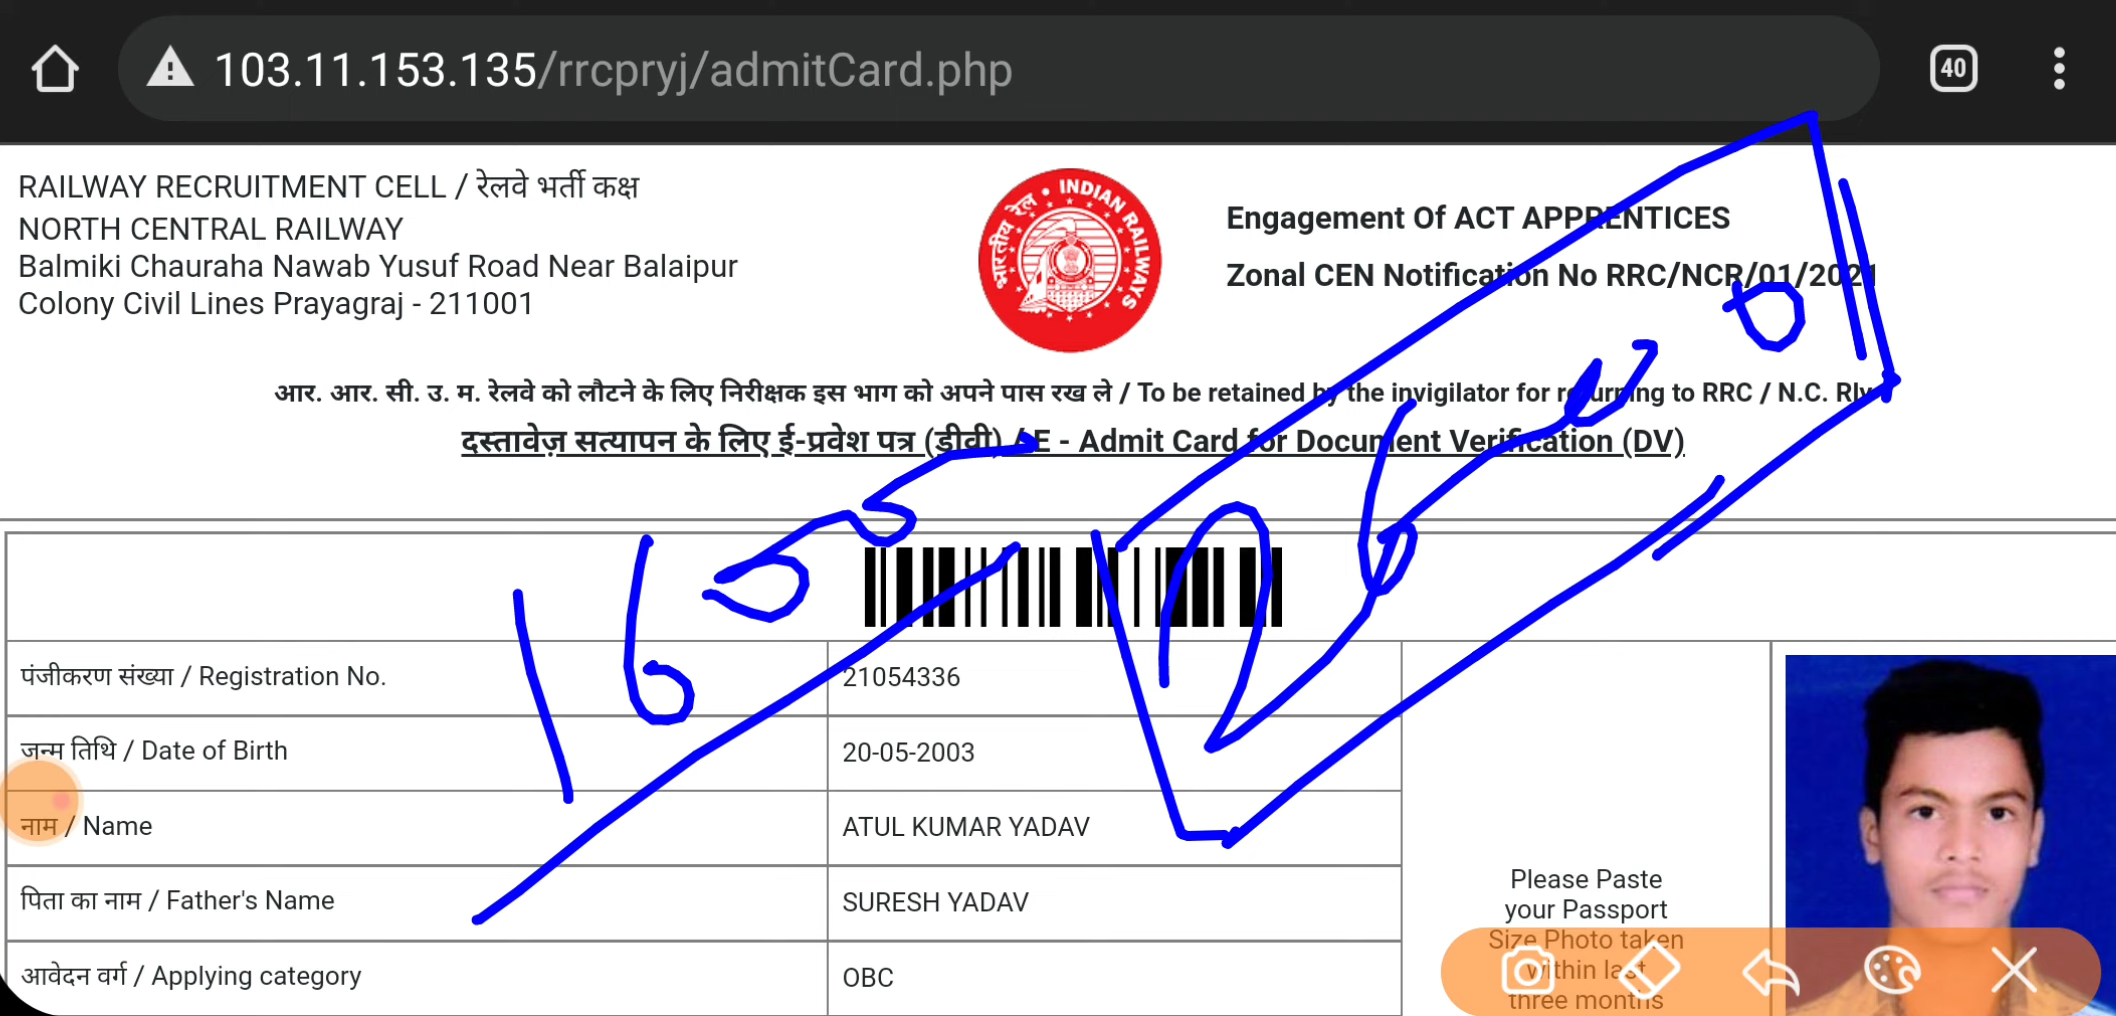 103.11.153.135/rrcpryj/admitCard.php
40
RAILWAY RECRUITMENT CELL / रेलवे भर्ती कक्ष
NORTH CENTRAL RAILWAY
Balmiki Chauraha Nawab Yusuf Road Near Balaipur
Colony Civil Lines Prayagraj - 211001
भारतीय रेल
INDIAN RAILWAYS
Engagement Of ACT APPRENTICES
Zonal CEN Notification No RRC/NCR/01/2021
आर. आर. सी. उ. म. रेलवे को लौटने के लिए निरीक्षक इस भाग को अपने पास रख ले / To be retained by the invigilator for returning to RRC / N.C. Rly
दस्तावेज़ सत्यापन के लिए ई-प्रवेश पत्र (डीवी) / E - Admit Card for Document Verification (DV)
पंजीकरण संख्या / Registration No.
21054336
जन्म तिथि / Date of Birth
20-05-2003
नाम / Name
ATUL KUMAR YADAV
पिता का नाम / Father's Name
SURESH YADAV
आवेदन वर्ग / Applying category
OBC
Please Paste
your Passport
Size Photo taken
within last
three months